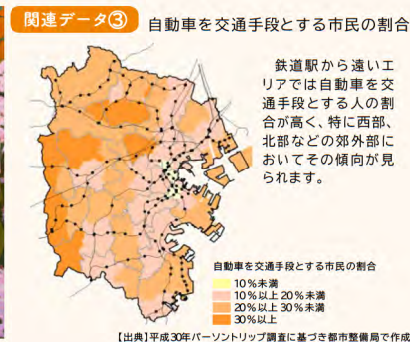 関連データ③
自動車を交通手段とする市民の割合
鉄道駅から遠いエ
リアでは自動車を交
通手段とする人の割
合が高く、特に西部、
北部などの郊外部に
おいてその傾向が見
られます。
自動車を交通手段とする市民の割合
10%未満
10%以上20%未満
20%以上30%未満
30%以上
【出典】平成30年パーソントリップ調査に基づき都市整備局で作成